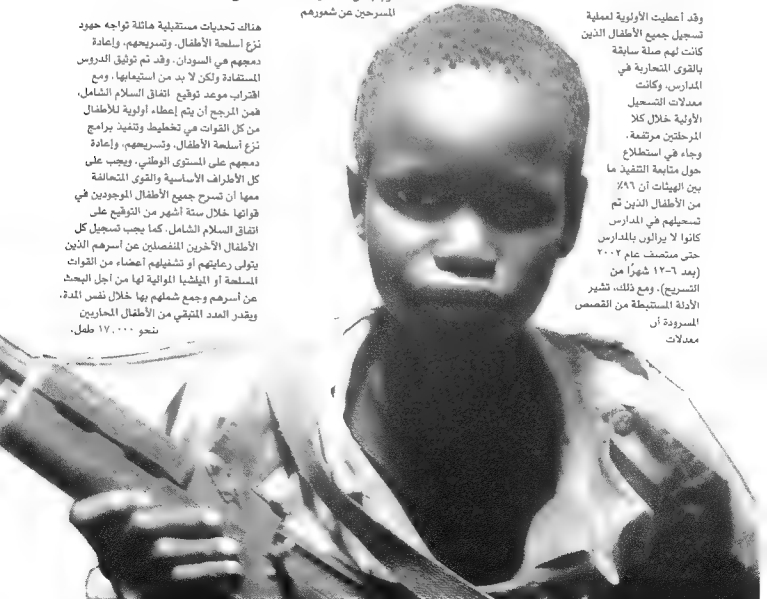 وقد أعطيت الأولوية لعملية
تسجيل جميع الأطفال الذين
كانت لهم صلة سابقة
بالقوى المتحاربة في
المدارس. وكانت
معدلات التسجيل
الأولية خلال كلا
المرحلتين مرتفعة.
وجاء في استطلاع
حول متابعة التنفيذ ما
بين الهيئات أن ٩٦٪
من الأطفال الذين تم
تسجيلهم في المدارس
كانوا لا يزالون بالمدارس
حتى منتصف عام ٢٠٠٢
(بعد ٦-١٢ شهرًا من
التسريح). ومع ذلك، تشير
الأدلة المستنبطة من القصص
المسرودة أن
معدلات
المسرحين عن شعورهم
هناك تحديات مستقبلية هائلة تواجه جهود
نزع أسلحة الأطفال، وتسريحهم، وإعادة
دمجهم في السودان. وقد تم توثيق الدروس
المستفادة ولكن لا بد من استيعابها. ومع
اقتراب موعد توقيع اتفاق السلام الشامل،
فمن المرجح أن يتم إعطاء أولوية للأطفال
من كل القوات في تخطيط وتنفيذ برامج
نزع أسلحة الأطفال، وتسريحهم، وإعادة
دمجهم على المستوى الوطني. ويجب على
كل الأطراف الأساسية والقوى المتحالفة
معها أن تسرح جميع الأطفال الموجودين في
قواتها خلال ستة أشهر من التوقيع على
اتفاق السلام الشامل. كما يجب تسجيل كل
الأطفال الآخرين المنفصلين عن أسرهم الذين
يتولى رعايتهم أو تشغيلهم أعضاء من القوات
المسلحة أو الميلشيا الموالية لها من أجل البحث
عن أسرهم وجمع شملهم بها خلال نفس المدة.
ويقدر العدد المتبقي من الأطفال المحاربين
بنحو ١٧,٠٠٠ طفل.